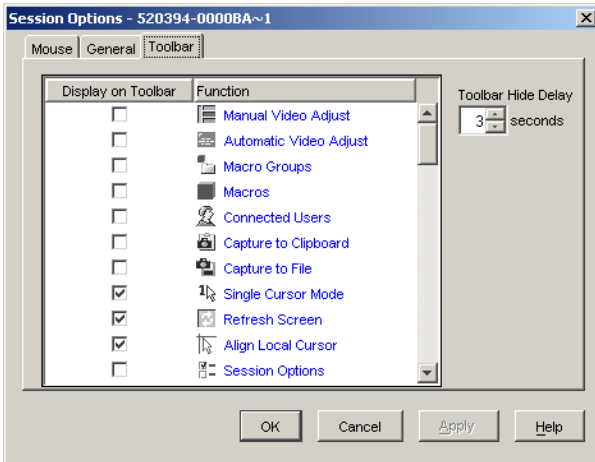 Session Options - 520394-0000BA~1
Mouse General Toolbar
Display on Toolbar Function
Manual Video Adjust
Automatic Video Adjust
Macro Groups
Macros
Connected Users
Capture to Clipboard
Capture to File
Single Cursor Mode
Refresh Screen
Align Local Cursor
Session Options
Toolbar Hide Delay
3 seconds
OK Cancel Apply Help